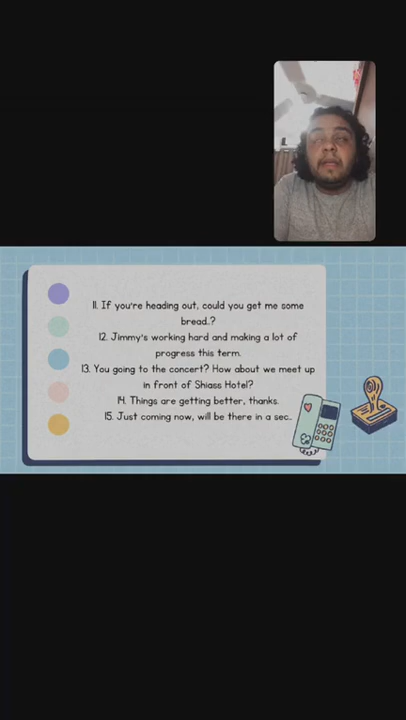 11. If you're heading out, could you get me some
bread..?
12. Jimmy's working hard and making a lot of
progress this term.
13. You going to the concert? How about we meet up
in front of Shiass Hotel?
14. Things are getting better, thanks.
15. Just coming now, will be there in a sec..